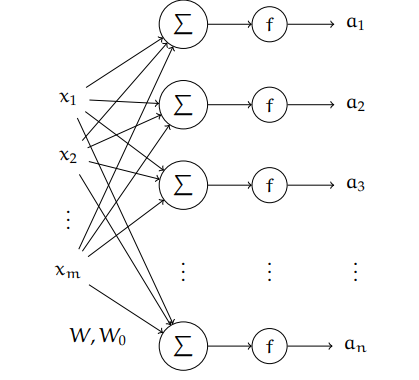 ∑ f a₁
x₁ ∑ f a₂
x₂
∑ f a₃
⋮
xₘ ⋮ ⋮ ⋮
W, W₀ ∑ f aₙ